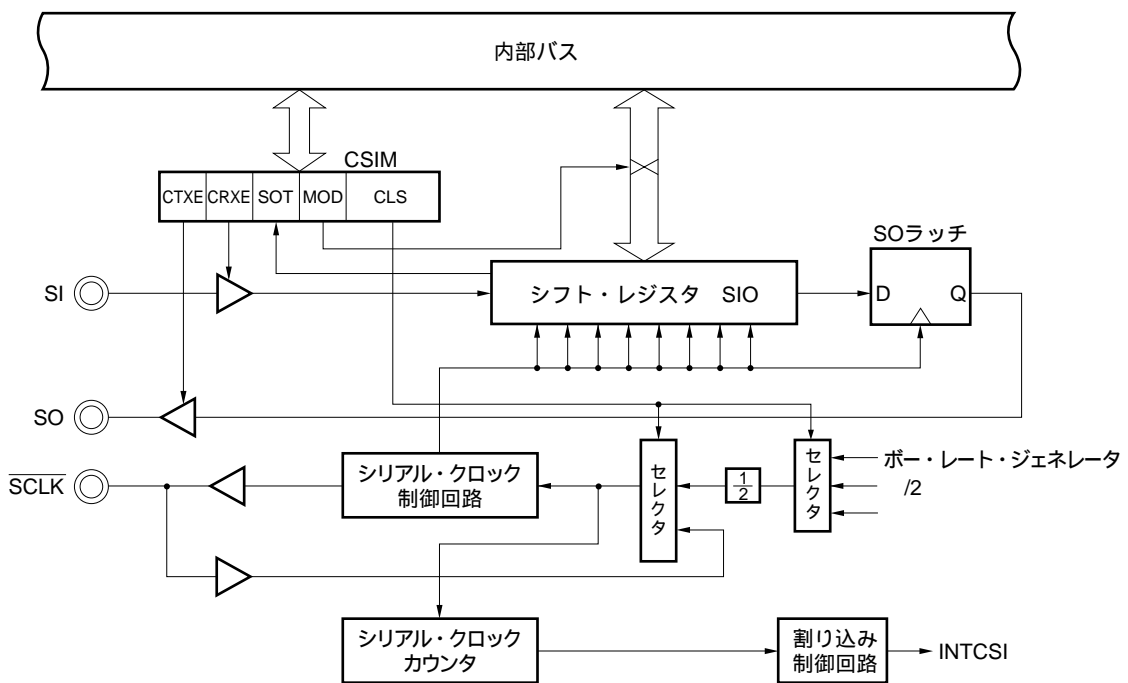 内部バス
CSIM
CTXE CRXE SOT MOD CLS
SOラッチ
SI
シフト・レジスタ SIO
D Q
SO
SCLK
シリアル・クロック
制御回路
セレクタ
1/2
セレクタ
ボー・レート・ジェネレータ
/2
シリアル・クロック
カウンタ
割り込み
制御回路
INTCSI